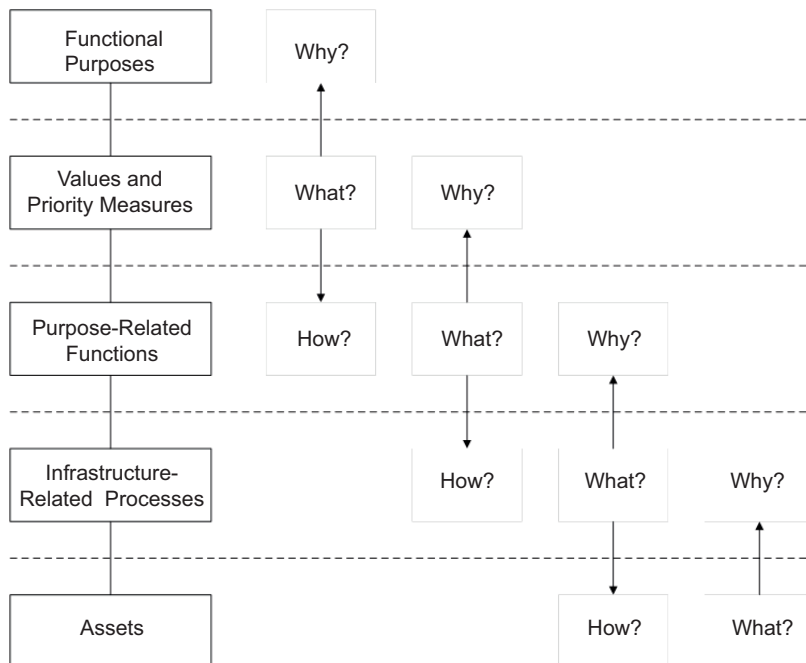 Functional
Purposes
Why?
Values and
Priority Measures
What?
Why?
Purpose-Related
Functions
How?
What?
Why?
Infrastructure-
Related Processes
How?
What?
Why?
Assets
How?
What?